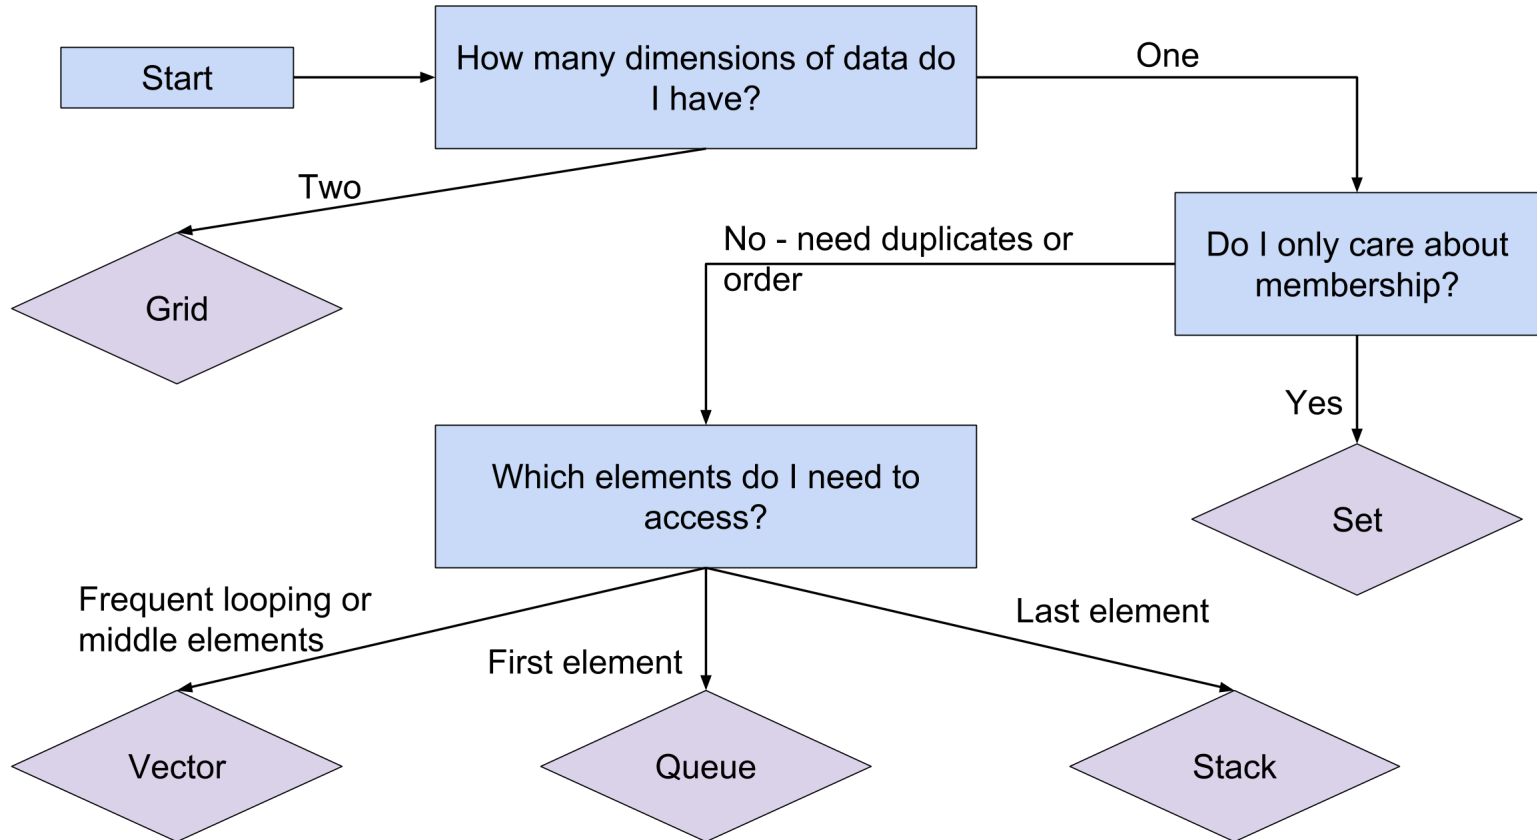 Start
How many dimensions of data do
I have?
One
Two
No - need duplicates or
order
Do I only care about
membership?
Grid
Yes
Which elements do I need to
access?
Set
Frequent looping or
middle elements
First element
Last element
Vector
Queue
Stack